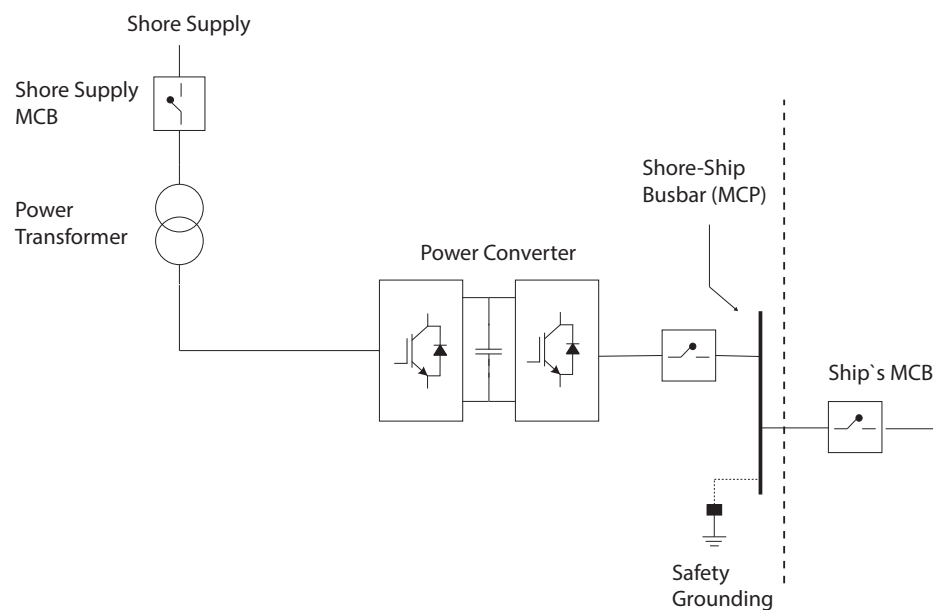 Shore Supply
Shore Supply
MCB
Power
Transformer
Power Converter
Shore-Ship
Busbar (MCP)
Ship`s MCB
Safety
Grounding